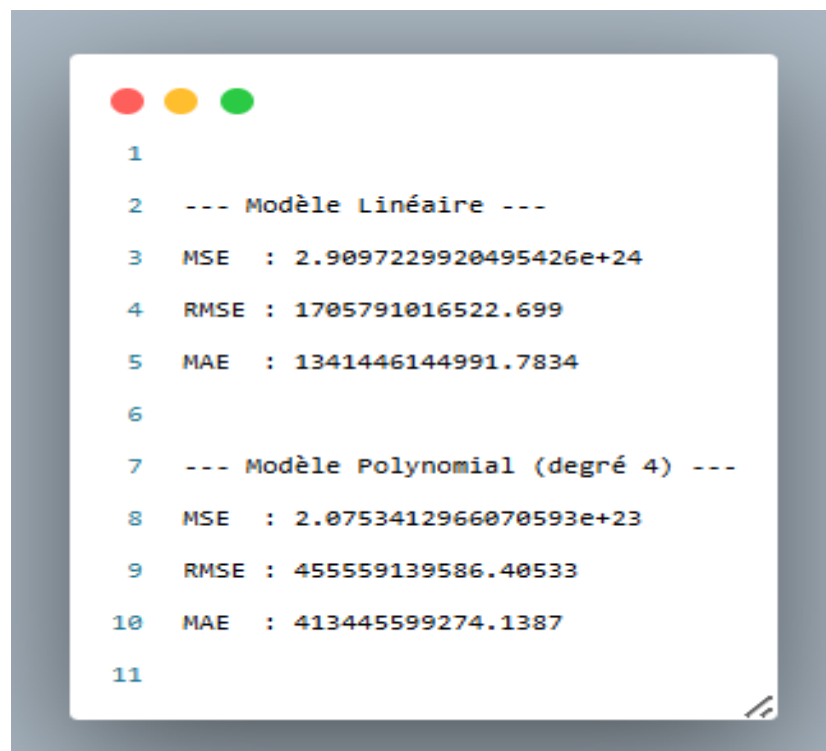 1
2 --- Modèle Linéaire ---
3 MSE : 2.9097229920495426e+24
4 RMSE : 1705791016522.699
5 MAE : 1341446144991.7834
6
7 --- Modèle Polynomial (degré 4) ---
8 MSE : 2.0753412966070593e+23
9 RMSE : 455559139586.40533
10 MAE : 413445599274.1387
11